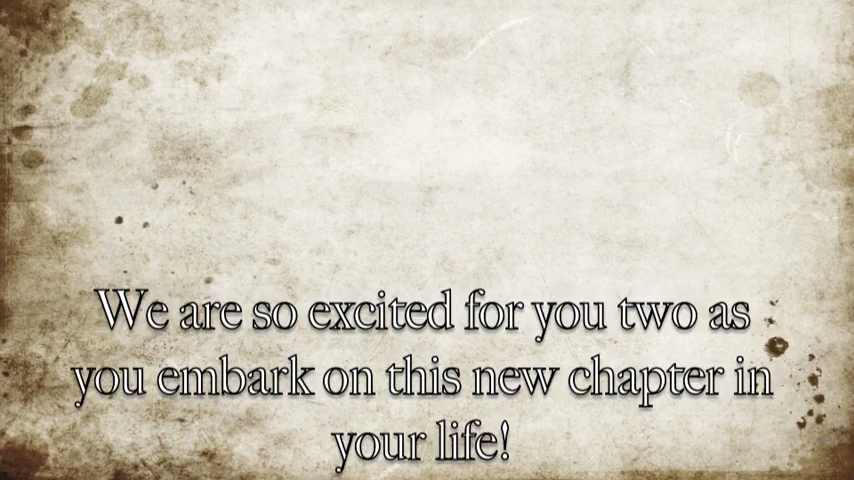 We are so excited for you two as
you embark on this new chapter in
your life!